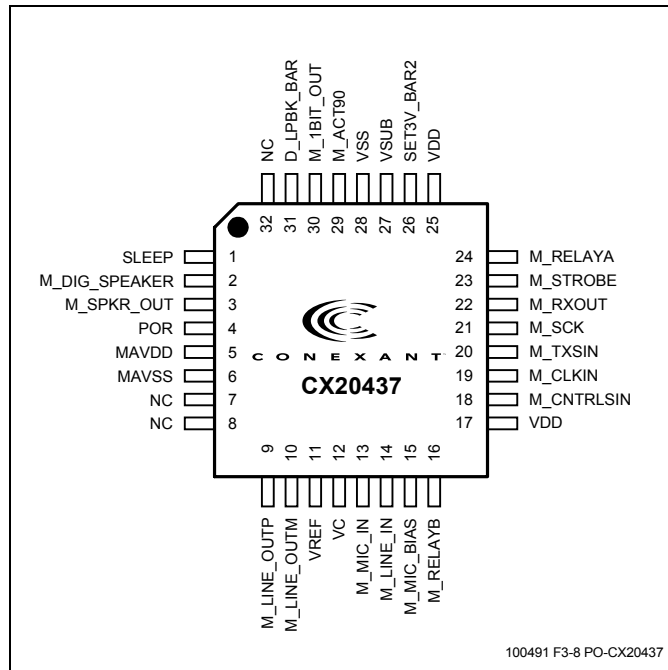 NC
D_LPBK_BAR
M_1BIT_OUT
M_ACT90
VSS
VSUB
SET3V_BAR2
VDD
32
31
30
29
28
27
26
25
SLEEP 1
M_DIG_SPEAKER 2
M_SPKR_OUT 3
POR 4
MAVDD 5
MAVSS 6
NC 7
NC 8
24 M_RELAYA
23 M_STROBE
22 M_RXOUT
21 M_SCK
20 M_TXSIN
19 M_CLKIN
18 M_CNTRLSIN
17 VDD
CONEXANT
CX20437
9
10
11
12
13
14
15
16
M_LINE_OUTP
M_LINE_OUTM
VREF
VC
M_MIC_IN
M_LINE_IN
M_MIC_BIAS
M_RELAYB
100491 F3-8 PO-CX20437